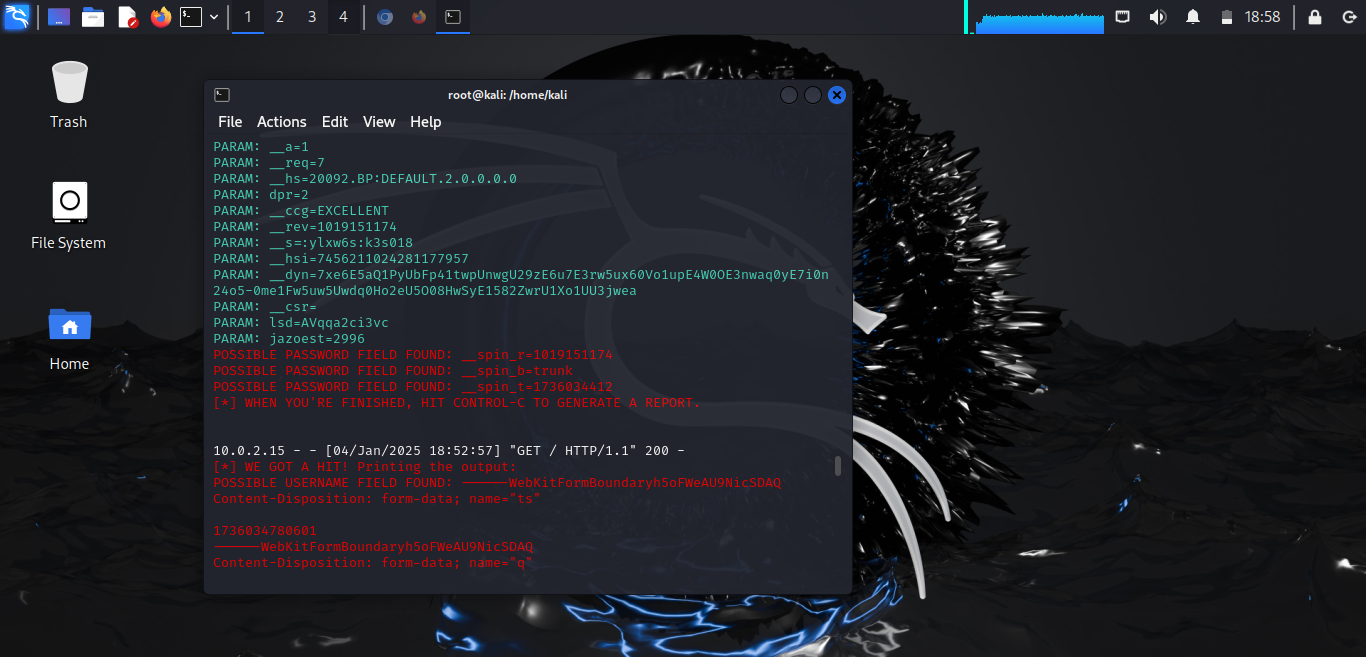 1
2
3
4
18:58
Trash
File System
Home
root@kali: /home/kali
File Actions Edit View Help
PARAM: __a=1
PARAM: __req=7
PARAM: __hs=20092.BP:DEFAULT.2.0.0.0.0
PARAM: dpr=2
PARAM: __ccg=EXCELLENT
PARAM: __rev=1019151174
PARAM: __s=:ylxw6s:k3s018
PARAM: __hsi=7456211024281177957
PARAM: __dyn=7xe6E5aQ1PyUbFp41twpUnwgU29zE6u7E3rw5ux60Vo1upE4W0OE3nwaq0yE7i0n
24o5-0me1Fw5uw5Uwdq0Ho2eU5O08HwSyE1582ZwrU1Xo1UU3jwea
PARAM: __csr=
PARAM: lsd=AVqqa2ci3vc
PARAM: jazoest=2996
POSSIBLE PASSWORD FIELD FOUND: __spin_r=1019151174
POSSIBLE PASSWORD FIELD FOUND: __spin_b=trunk
POSSIBLE PASSWORD FIELD FOUND: __spin_t=1736034412
[*] WHEN YOU'RE FINISHED, HIT CONTROL-C TO GENERATE A REPORT.
10.0.2.15 - - [04/Jan/2025 18:52:57] "GET / HTTP/1.1" 200 -
[*] WE GOT A HIT! Printing the output:
POSSIBLE USERNAME FIELD FOUND: ------WebKitFormBoundaryh5oFWeAU9NicSDAQ
Content-Disposition: form-data; name="ts"
1736034780601
------WebKitFormBoundaryh5oFWeAU9NicSDAQ
Content-Disposition: form-data; name="q"